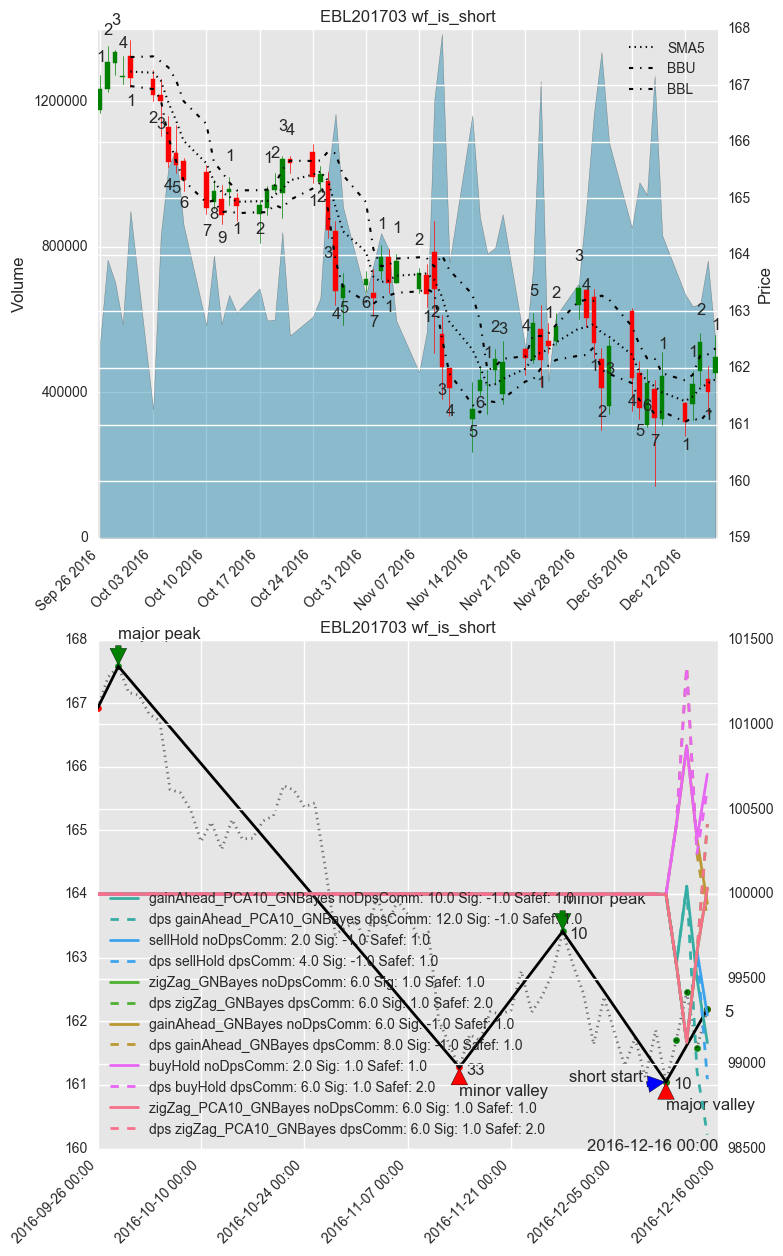 EBL201703 wf_is_short
168
167
166
165
164
163
162
161
160
159
1200000
800000
400000
0
Volume
Price
SMA5
BBU
BBL
Sep 26 2016
Oct 03 2016
Oct 10 2016
Oct 17 2016
Oct 24 2016
Oct 31 2016
Nov 07 2016
Nov 14 2016
Nov 21 2016
Nov 28 2016
Dec 05 2016
Dec 12 2016
EBL201703 wf_is_short
168
167
166
165
164
163
162
161
160
101500
101000
100500
100000
99500
99000
98500
major peak
minor peak
10
33
minor valley
short start
10
major valley
5
gainAhead_PCA10_GNBayes noDpsComm: 10.0 Sig: -1.0 Safef: 1.0
dps gainAhead_PCA10_GNBayes dpsComm: 12.0 Sig: -1.0 Safef: 1.0
sellHold noDpsComm: 2.0 Sig: -1.0 Safef: 1.0
dps sellHold dpsComm: 4.0 Sig: -1.0 Safef: 1.0
zigZag_GNBayes noDpsComm: 6.0 Sig: 1.0 Safef: 1.0
dps zigZag_GNBayes dpsComm: 6.0 Sig: 1.0 Safef: 2.0
gainAhead_GNBayes noDpsComm: 6.0 Sig: -1.0 Safef: 1.0
dps gainAhead_GNBayes dpsComm: 8.0 Sig: -1.0 Safef: 1.0
buyHold noDpsComm: 2.0 Sig: 1.0 Safef: 1.0
dps buyHold dpsComm: 6.0 Sig: 1.0 Safef: 2.0
zigZag_PCA10_GNBayes noDpsComm: 6.0 Sig: 1.0 Safef: 1.0
dps zigZag_PCA10_GNBayes dpsComm: 6.0 Sig: 1.0 Safef: 2.0
2016-12-16 00:00
2016-09-26 00:00
2016-10-10 00:00
2016-10-24 00:00
2016-11-07 00:00
2016-11-21 00:00
2016-12-05 00:00
2016-12-16 00:00